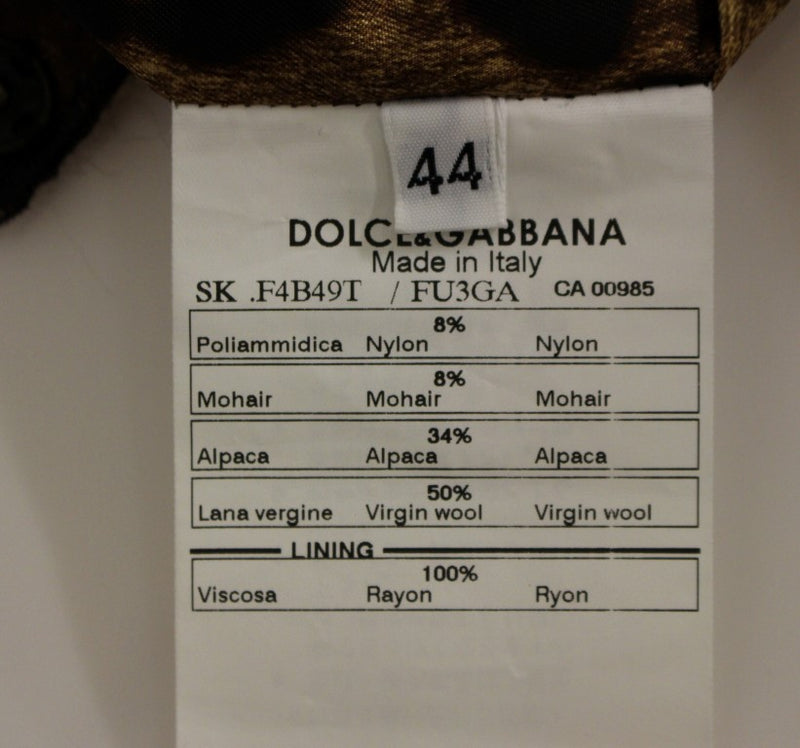 44
DOLCE&GABBANA
Made in Italy
SK .F4B49T / FU3GA CA 00985
8%
Poliammidica Nylon Nylon
8%
Mohair Mohair Mohair
34%
Alpaca Alpaca Alpaca
50%
Lana vergine Virgin wool Virgin wool
LINING
100%
Viscosa Rayon Ryon